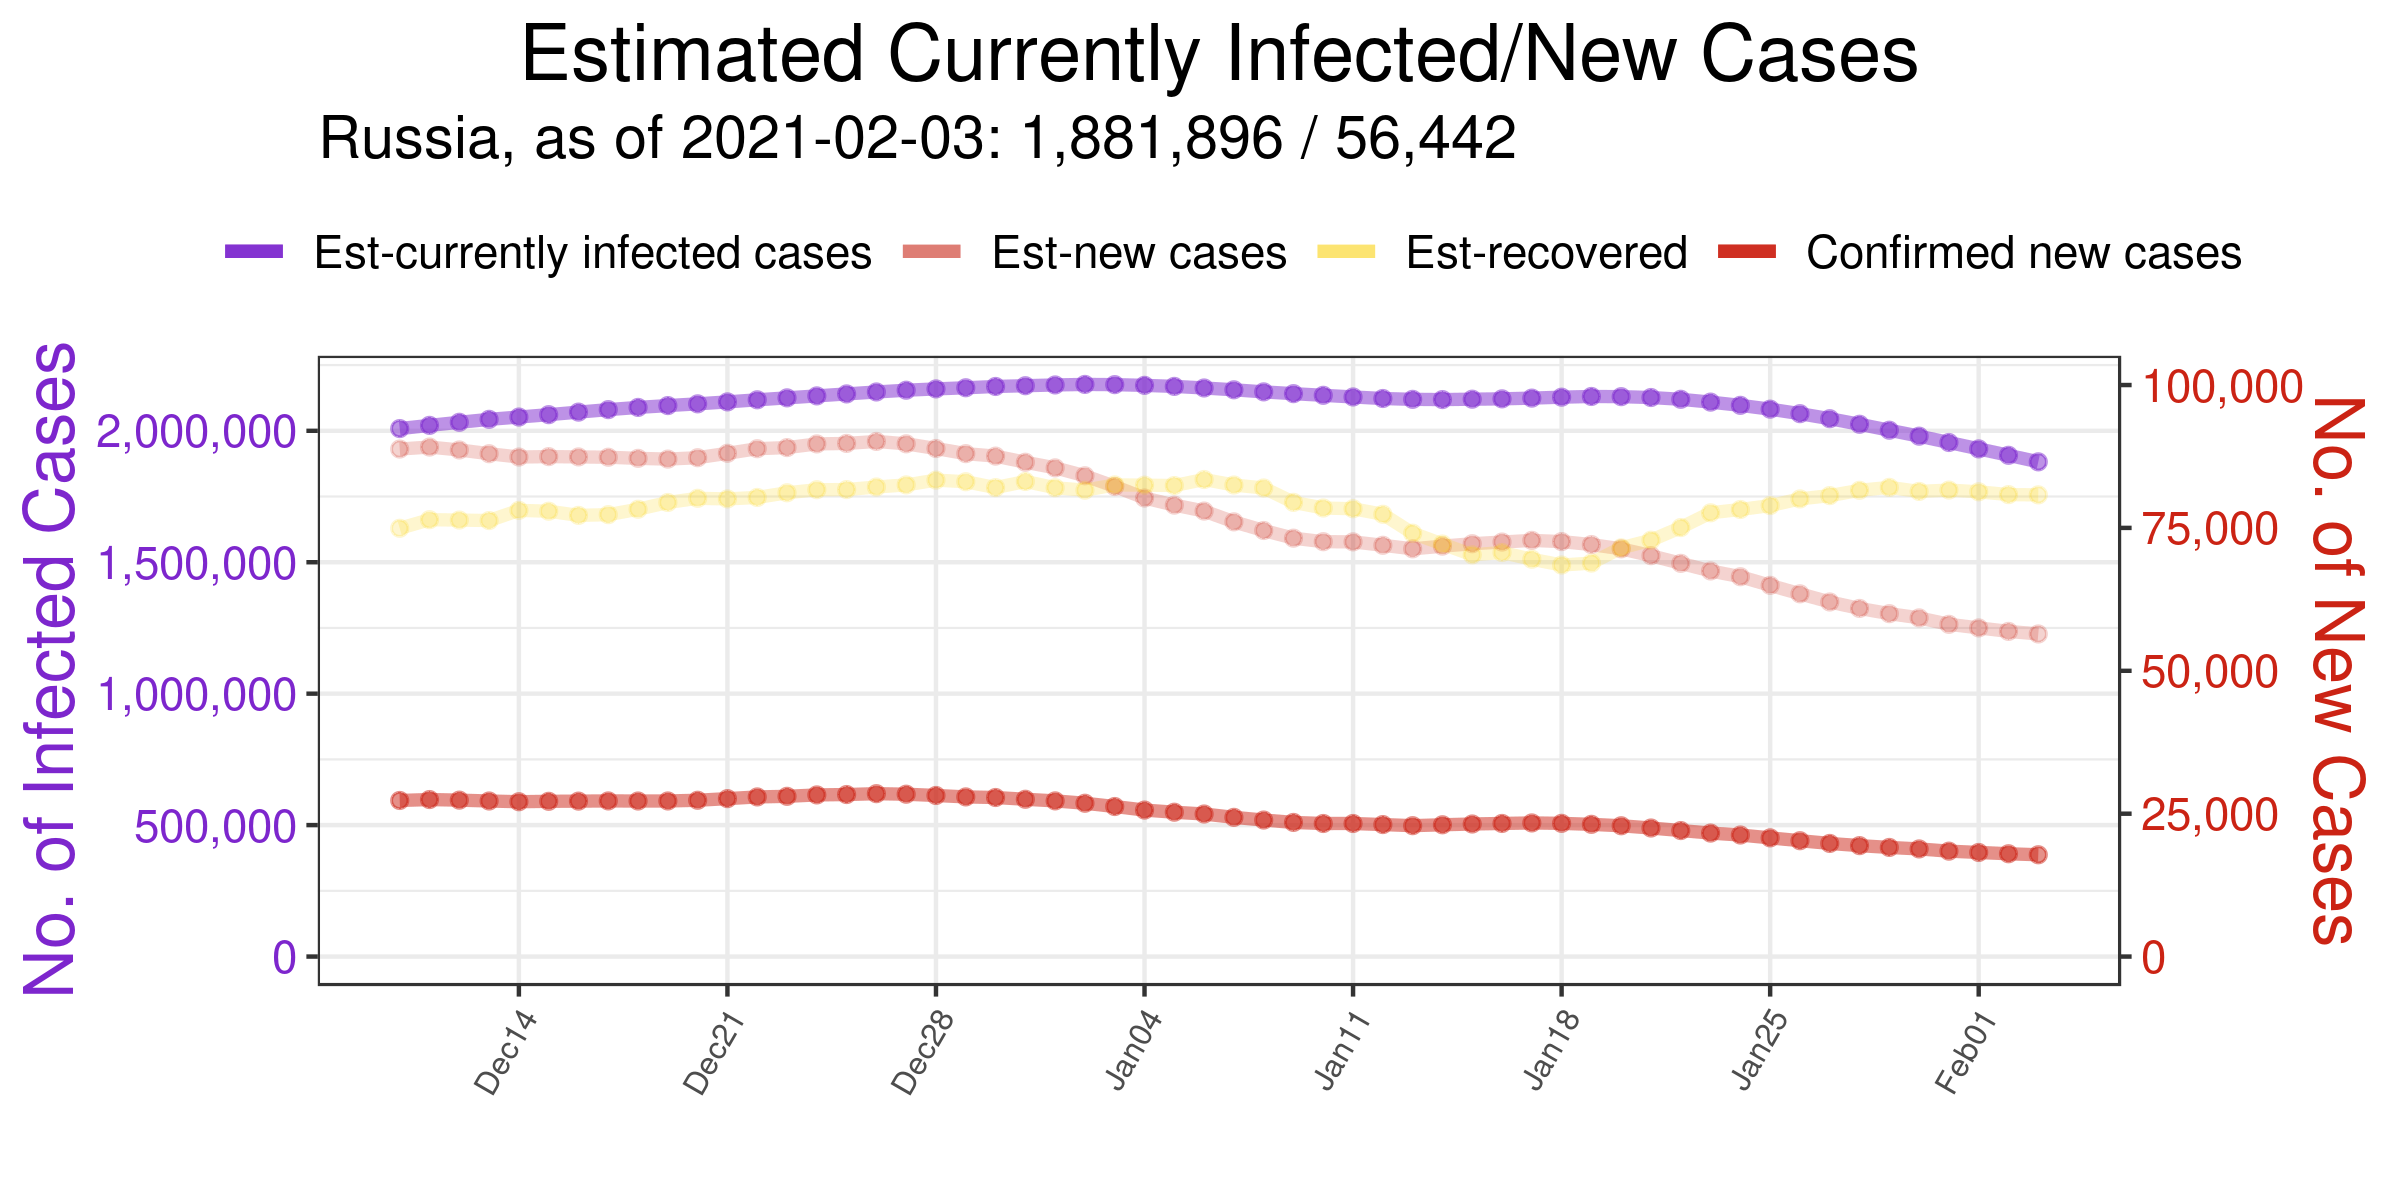 Estimated Currently Infected/New Cases
Russia, as of 2021-02-03: 1,881,896 / 56,442
Est-currently infected cases Est-new cases Est-recovered Confirmed new cases
No. of Infected Cases
2,000,000
1,500,000
1,000,000
500,000
0
100,000
75,000
50,000
25,000
0
No. of New Cases
Dec14 Dec21 Dec28 Jan04 Jan11 Jan18 Jan25 Feb01